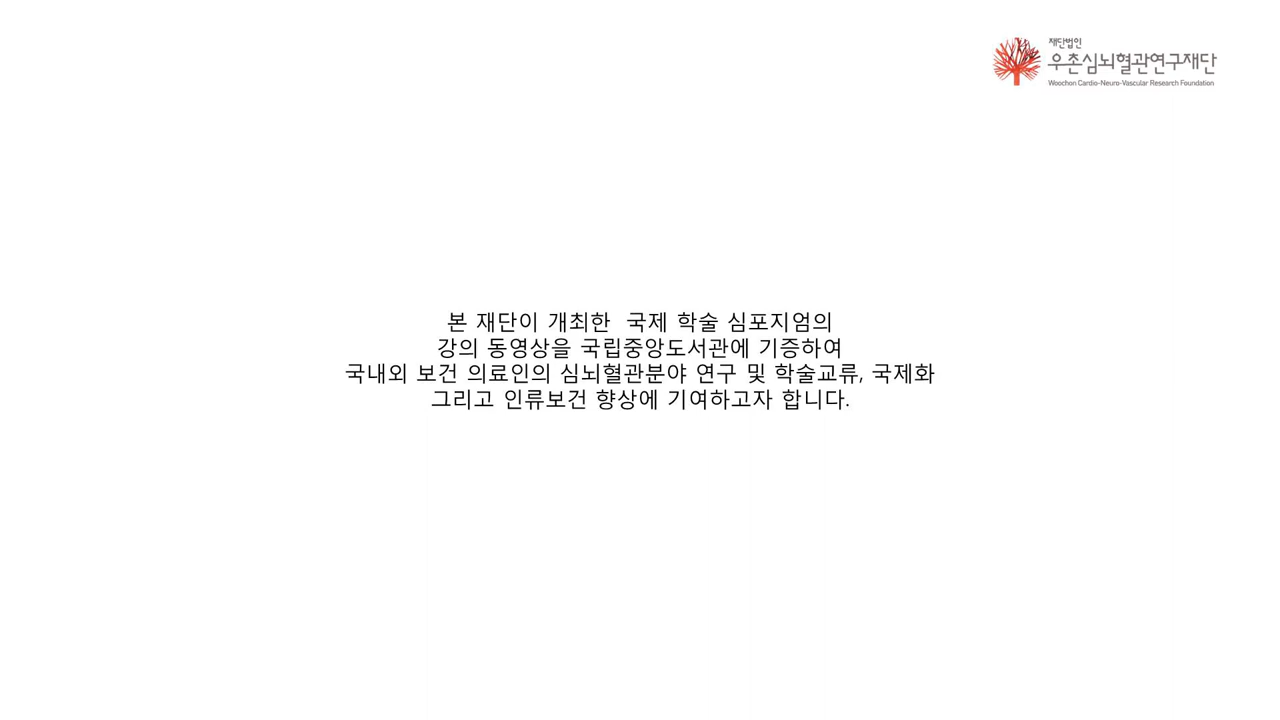 재단법인
우촌심뇌혈관연구재단
Woochon Cardio-Neuro-Vascular Research Foundation
본 재단이 개최한 국제 학술 심포지엄의
강의 동영상을 국립중앙도서관에 기증하여
국내외 보건 의료인의 심뇌혈관분야 연구 및 학술교류, 국제화
그리고 인류보건 향상에 기여하고자 합니다.